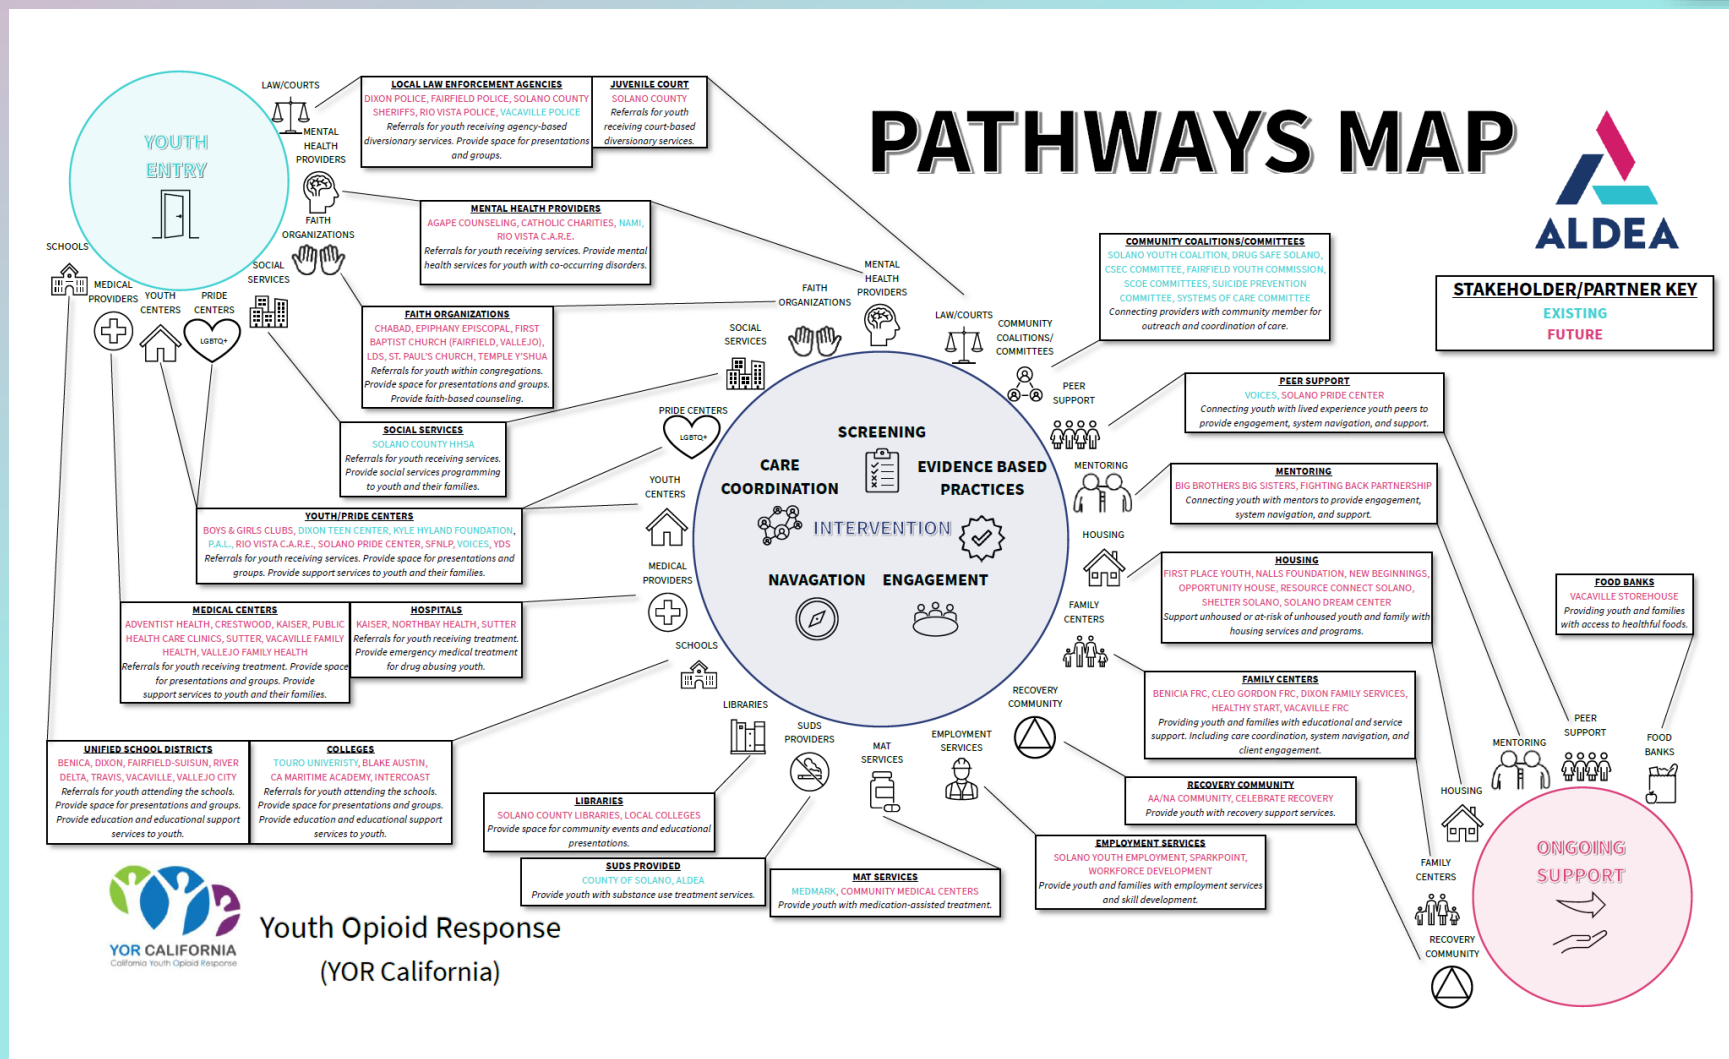 PATHWAYS MAP
ALDEA
STAKEHOLDER/PARTNER KEY
EXISTING
FUTURE
YOUTH
ENTRY
LAW/COURTS
MENTAL
HEALTH
PROVIDERS
FAITH
ORGANIZATIONS
SOCIAL
SERVICES
PRIDE
CENTERS
LGBTQ+
YOUTH
CENTERS
MEDICAL
PROVIDERS
SCHOOLS
LOCAL LAW ENFORCEMENT AGENCIES
DIXON POLICE, FAIRFIELD POLICE, SOLANO COUNTY
SHERIFFS, RIO VISTA POLICE, VACAVILLE POLICE
Referrals for youth receiving agency-based
diversionary services. Provide space for presentations
and groups.
JUVENILE COURT
SOLANO COUNTY
Referrals for youth
receiving court-based
diversionary services.
MENTAL HEALTH PROVIDERS
AGAPE COUNSELING, CATHOLIC CHARITIES, NAMI,
RIO VISTA C.A.R.E.
Referrals for youth receiving services. Provide mental
health services for youth with co-occurring disorders.
FAITH ORGANIZATIONS
CHABAD, EPIPHANY EPISCOPAL, FIRST
BAPTIST CHURCH (FAIRFIELD, VALLEJO),
LDS, ST. PAUL'S CHURCH, TEMPLE Y'SHUA
Referrals for youth within congregations.
Provide space for presentations and groups.
Provide faith-based counseling.
SOCIAL SERVICES
SOLANO COUNTY HHSA
Referrals for youth receiving services.
Provide social services programming
to youth and their families.
YOUTH/PRIDE CENTERS
BOYS & GIRLS CLUBS, DIXON TEEN CENTER, KYLE HYLAND FOUNDATION,
P.A.L., RIO VISTA C.A.R.E., SOLANO PRIDE CENTER, SFNLP, VOICES, YDS
Referrals for youth receiving services. Provide space for presentations and
groups. Provide support services to youth and their families.
MEDICAL CENTERS
ADVENTIST HEALTH, CRESTWOOD, KAISER, PUBLIC
HEALTH CARE CLINICS, SUTTER, VACAVILLE FAMILY
HEALTH, VALLEJO FAMILY HEALTH
Referrals for youth receiving treatment. Provide space
for presentations and groups. Provide
support services to youth and their families.
HOSPITALS
KAISER, NORTHBAY HEALTH, SUTTER
Referrals for youth receiving treatment.
Provide emergency medical treatment
for drug abusing youth.
UNIFIED SCHOOL DISTRICTS
BENICA, DIXON, FAIRFIELD-SUISUN, RIVER
DELTA, TRAVIS, VACAVILLE, VALLEJO CITY
Referrals for youth attending the schools.
Provide space for presentations and groups.
Provide education and educational support
services to youth.
COLLEGES
TOURO UNIVERISTY, BLAKE AUSTIN,
CA MARITIME ACADEMY, INTERCOAST
Referrals for youth attending the schools.
Provide space for presentations and groups.
Provide education and educational support
services to youth.
MENTAL
HEALTH
PROVIDERS
FAITH
ORGANIZATIONS
SOCIAL
SERVICES
PRIDE CENTERS
LGBTQ+
YOUTH
CENTERS
MEDICAL
PROVIDERS
SCHOOLS
LIBRARIES
SUDS
PROVIDERS
MAT
SERVICES
EMPLOYMENT
SERVICES
RECOVERY
COMMUNITY
FAMILY
CENTERS
HOUSING
MENTORING
PEER
SUPPORT
COMMUNITY
COALITIONS/
COMMITTEES
LAW/COURTS
SCREENING
CARE
COORDINATION
EVIDENCE BASED
PRACTICES
INTERVENTION
NAVAGATION
ENGAGEMENT
COMMUNITY COALITIONS/COMMITTEES
SOLANO YOUTH COALITION, DRUG SAFE SOLANO,
CSEC COMMITTEE, FAIRFIELD YOUTH COMMISSION,
SCOE COMMITTEES, SUICIDE PREVENTION
COMMITTEE, SYSTEMS OF CARE COMMITTEE
Connecting providers with community member for
outreach and coordination of care.
PEER SUPPORT
VOICES, SOLANO PRIDE CENTER
Connecting youth with lived experience youth peers to
provide engagement, system navigation, and support.
MENTORING
BIG BROTHERS BIG SISTERS, FIGHTING BACK PARTNERSHIP
Connecting youth with mentors to provide engagement,
system navigation, and support.
HOUSING
FIRST PLACE YOUTH, NALLS FOUNDATION, NEW BEGINNINGS,
OPPORTUNITY HOUSE, RESOURCE CONNECT SOLANO,
SHELTER SOLANO, SOLANO DREAM CENTER
Support unhoused or at-risk of unhoused youth and family with
housing services and programs.
FOOD BANKS
VACAVILLE STOREHOUSE
Providing youth and families
with access to healthful foods.
FAMILY CENTERS
BENICIA FRC, CLEO GORDON FRC, DIXON FAMILY SERVICES,
HEALTHY START, VACAVILLE FRC
Providing youth and families with educational and service
support. Including care coordination, system navigation, and
client engagement.
RECOVERY COMMUNITY
AA/NA COMMUNITY, CELEBRATE RECOVERY
Provide youth with recovery support services.
EMPLOYMENT SERVICES
SOLANO YOUTH EMPLOYMENT, SPARKPOINT,
WORKFORCE DEVELOPMENT
Provide youth and families with employment services
and skill development.
LIBRARIES
SOLANO COUNTY LIBRARIES, LOCAL COLLEGES
Provide space for community events and educational
presentations.
SUDS PROVIDED
COUNTY OF SOLANO, ALDEA
Provide youth with substance use treatment services.
MAT SERVICES
MEDMARK, COMMUNITY MEDICAL CENTERS
Provide youth with medication-assisted treatment.
PEER
SUPPORT
FOOD
BANKS
MENTORING
HOUSING
FAMILY
CENTERS
RECOVERY
COMMUNITY
ONGOING
SUPPORT
YOR CALIFORNIA
California Youth Opioid Response
Youth Opioid Response
(YOR California)